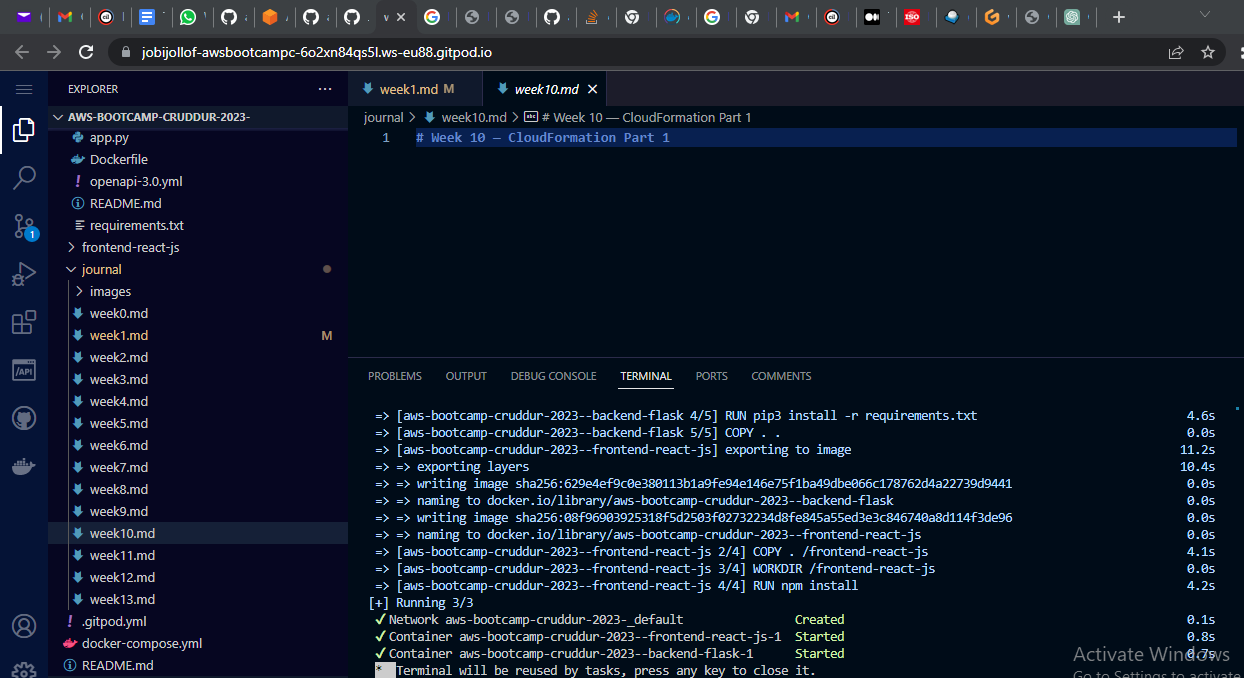 jobijollof-awsbootcampc-6o2xn84qs5l.ws-eu88.gitpod.io
EXPLORER
AWS-BOOTCAMP-CRUDDUR-2023-
app.py
Dockerfile
! openapi-3.0.yml
README.md
requirements.txt
frontend-react-js
journal
images
week0.md
week1.md M
week2.md
week3.md
week4.md
week5.md
week6.md
week7.md
week8.md
week9.md
week10.md
week11.md
week12.md
week13.md
! .gitpod.yml
docker-compose.yml
README.md
1
/API
week1.md M
week10.md
journal > week10.md > # Week 10 — CloudFormation Part 1
1 # Week 10 — CloudFormation Part 1
PROBLEMS OUTPUT DEBUG CONSOLE TERMINAL PORTS COMMENTS
=> [aws-bootcamp-cruddur-2023--backend-flask 4/5] RUN pip3 install -r requirements.txt 4.6s
=> [aws-bootcamp-cruddur-2023--backend-flask 5/5] COPY . . 0.0s
=> [aws-bootcamp-cruddur-2023--frontend-react-js] exporting to image 11.2s
=> => exporting layers 10.4s
=> => writing image sha256:629e4ef9c0e380113b1a9fe94e146e75f1ba49dbe066c178762d4a22739d9441 0.0s
=> => naming to docker.io/library/aws-bootcamp-cruddur-2023--backend-flask 0.0s
=> => writing image sha256:08f96903925318f5d2503f02732234d8fe845a55ed3e3c846740a8d114f3de96 0.0s
=> => naming to docker.io/library/aws-bootcamp-cruddur-2023--frontend-react-js 0.0s
=> [aws-bootcamp-cruddur-2023--frontend-react-js 2/4] COPY . /frontend-react-js 4.1s
=> [aws-bootcamp-cruddur-2023--frontend-react-js 3/4] WORKDIR /frontend-react-js 0.0s
=> [aws-bootcamp-cruddur-2023--frontend-react-js 4/4] RUN npm install 4.2s
[+] Running 3/3
✓ Network aws-bootcamp-cruddur-2023-_default Created 0.1s
✓ Container aws-bootcamp-cruddur-2023--frontend-react-js-1 Started 0.8s
✓ Container aws-bootcamp-cruddur-2023--backend-flask-1 Started 0.7s
* Terminal will be reused by tasks, press any key to close it.
Activate Windows
Go to Settings to activate